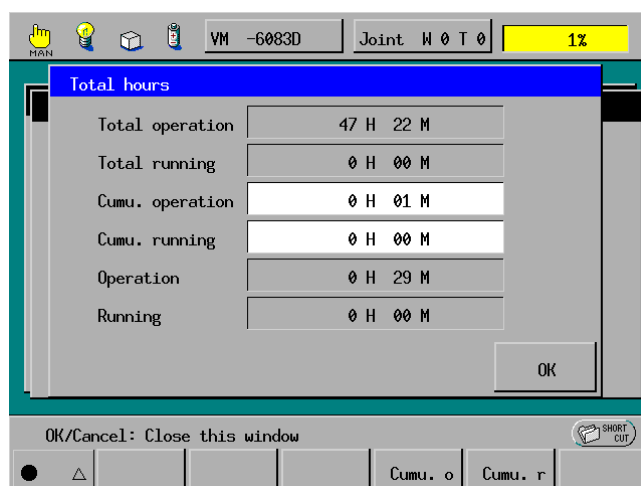 MAN VM -6083D Joint W 0 T 0 1%
Total hours
Total operation 47 H 22 M
Total running 0 H 00 M
Cumu. operation 0 H 01 M
Cumu. running 0 H 00 M
Operation 0 H 29 M
Running 0 H 00 M
OK
OK/Cancel: Close this window
SHORT
CUT
Cumu. o Cumu. r